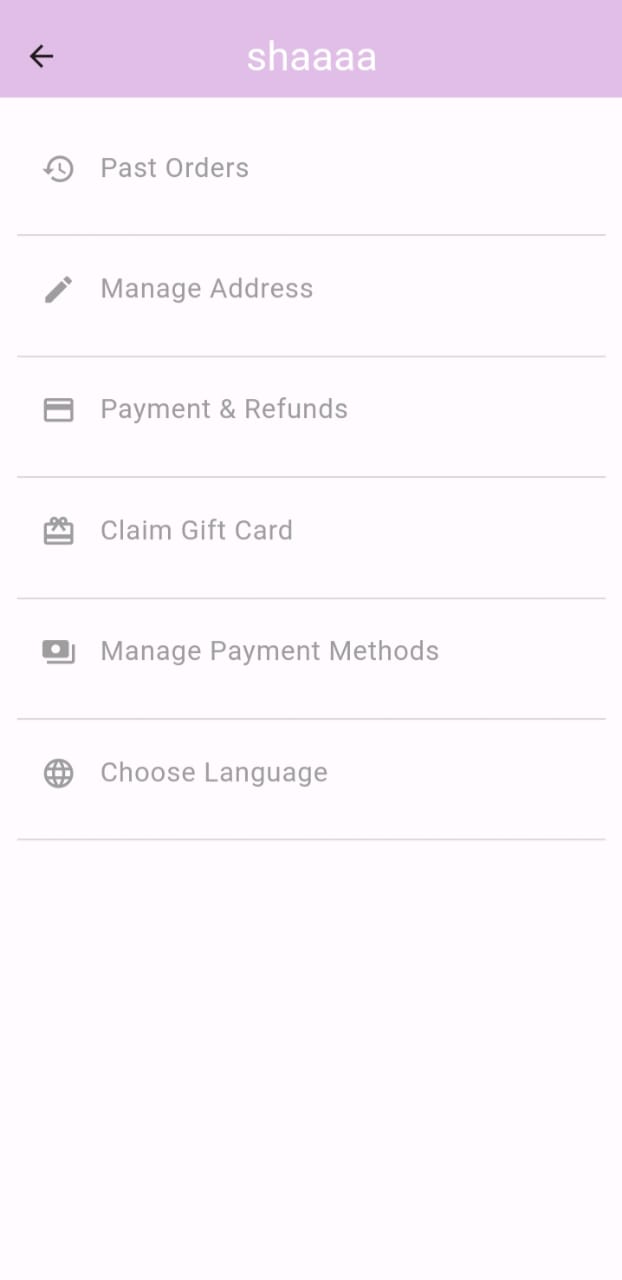 shaaaa
Past Orders
Manage Address
Payment & Refunds
Claim Gift Card
Manage Payment Methods
Choose Language